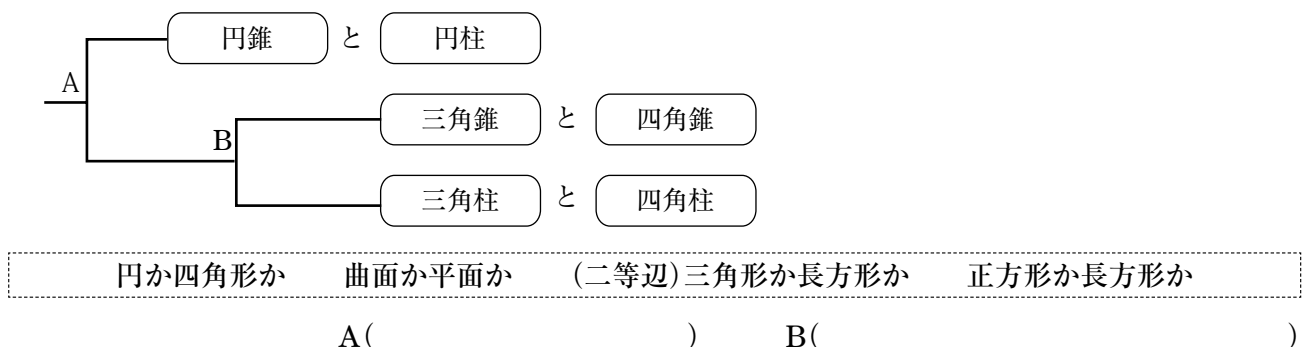 円錐 と 円柱
A
三角錐 と 四角錐
B
三角柱 と 四角柱
円か四角形か 曲面か平面か (二等辺)三角形か長方形か 正方形か長方形か
A( ) B( )